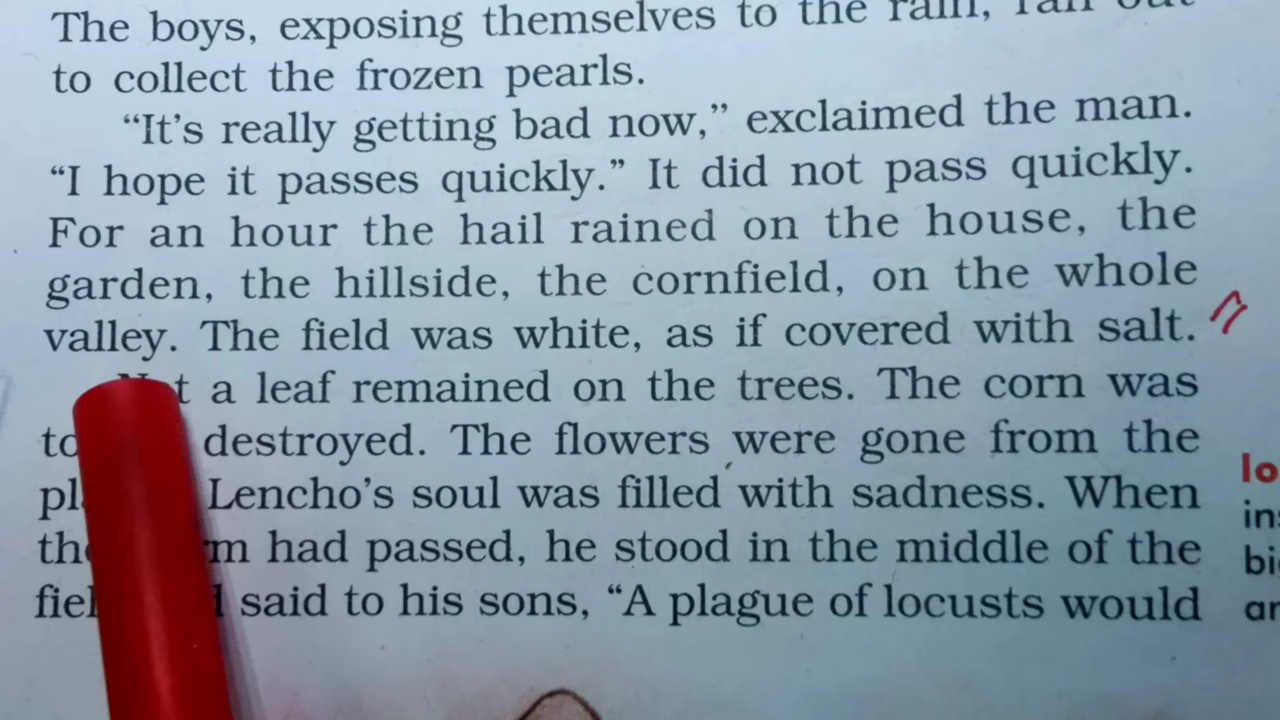 The boys, exposing themselves to the rain, ran out
to collect the frozen pearls.
“It’s really getting bad now,” exclaimed the man.
“I hope it passes quickly.” It did not pass quickly.
For an hour the hail rained on the house, the
garden, the hillside, the cornfield, on the whole
valley. The field was white, as if covered with salt.
a leaf remained on the trees. The corn was
destroyed. The flowers were gone from the
Lencho’s soul was filled with sadness. When
had passed, he stood in the middle of the
said to his sons, “A plague of locusts would